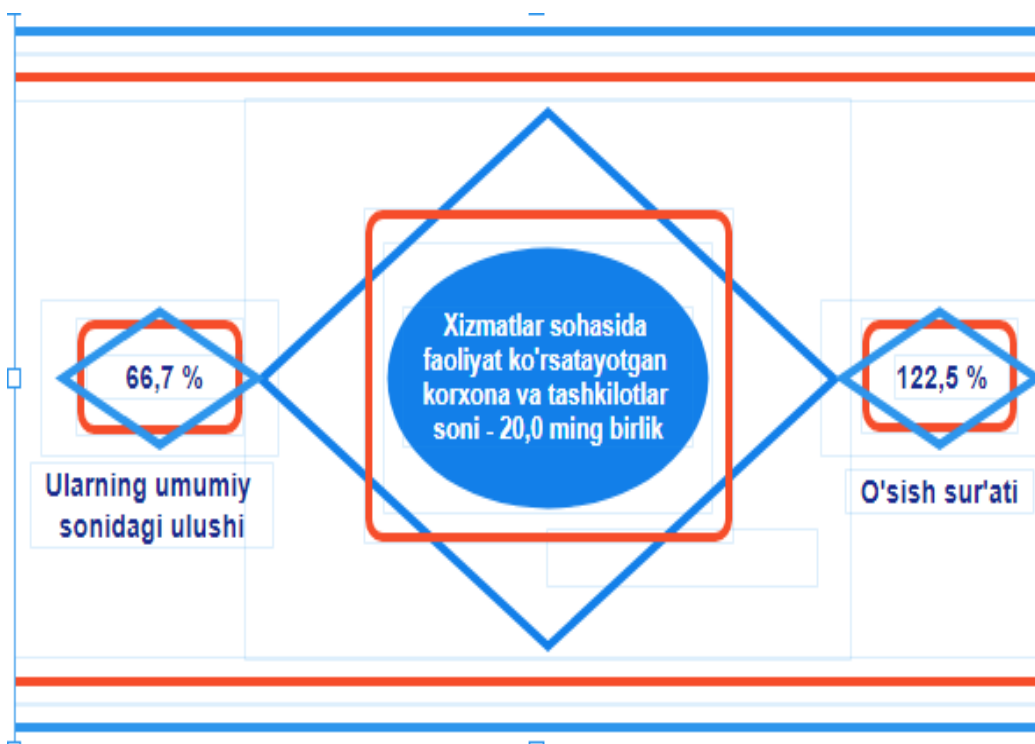 66,7 %
Ularning umumiy
sonidagi ulushi
Xizmatlar sohasida
faoliyat ko'rsatayotgan
korxona va tashkilotlar
soni - 20,0 ming birlik
122,5 %
O'sish sur'ati